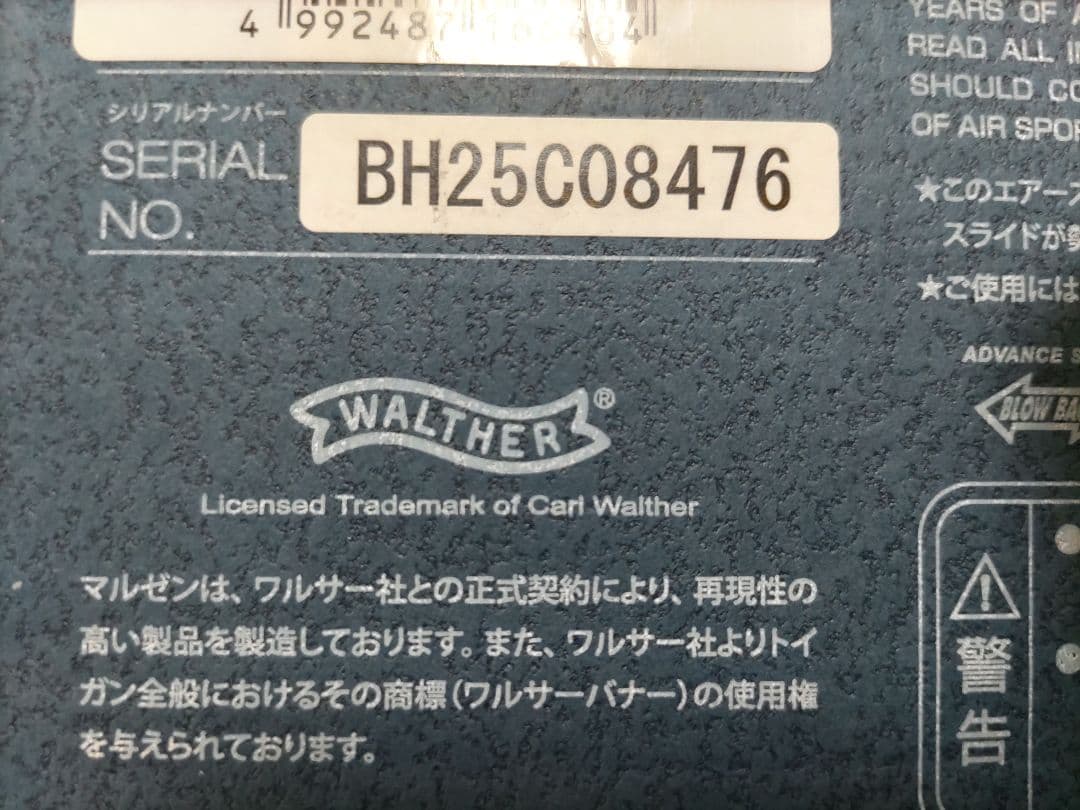 4 992487
シリアルナンバー
SERIAL
NO.
BH25C08476
WALTHER®
Licensed Trademark of Carl Walther
マルゼンは、ワルサー社との正式契約により、再現性の
高い製品を製造しております。また、ワルサー社よりトイ
ガン全般におけるその商標(ワルサーバナー)の使用権
を与えられております。
YEARS OF
READ ALL
SHOULD
OF AIR
★このエアー
スライドが
★ご使用には
ADVANCE
BLOW
警告